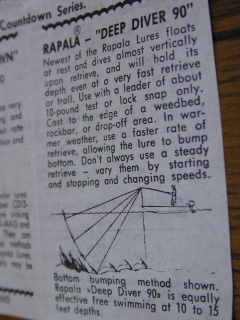 Countdown Series.
RAPALA – "DEEP DIVER 90"
Newest of the Rapala Lures floats
at rest and dives almost vertically
upon retrieve, and will hold its
depth even at a very fast retrieve
or troll. Use with a leader of about
10-pound test or lock snap only.
Cast to the edge of a weedbed,
rockbar, or drop-off area. In war-
mer weather, use a faster rate of
retrieve, allowing the lure to bump
bottom. Don't always use a steady
retrieve – vary them by starting
and stopping and changing speeds.
Bottom bumping method shown.
Rapala »Deep Diver 90» is equally
effective free swimming at 10 to 15
feet depths.